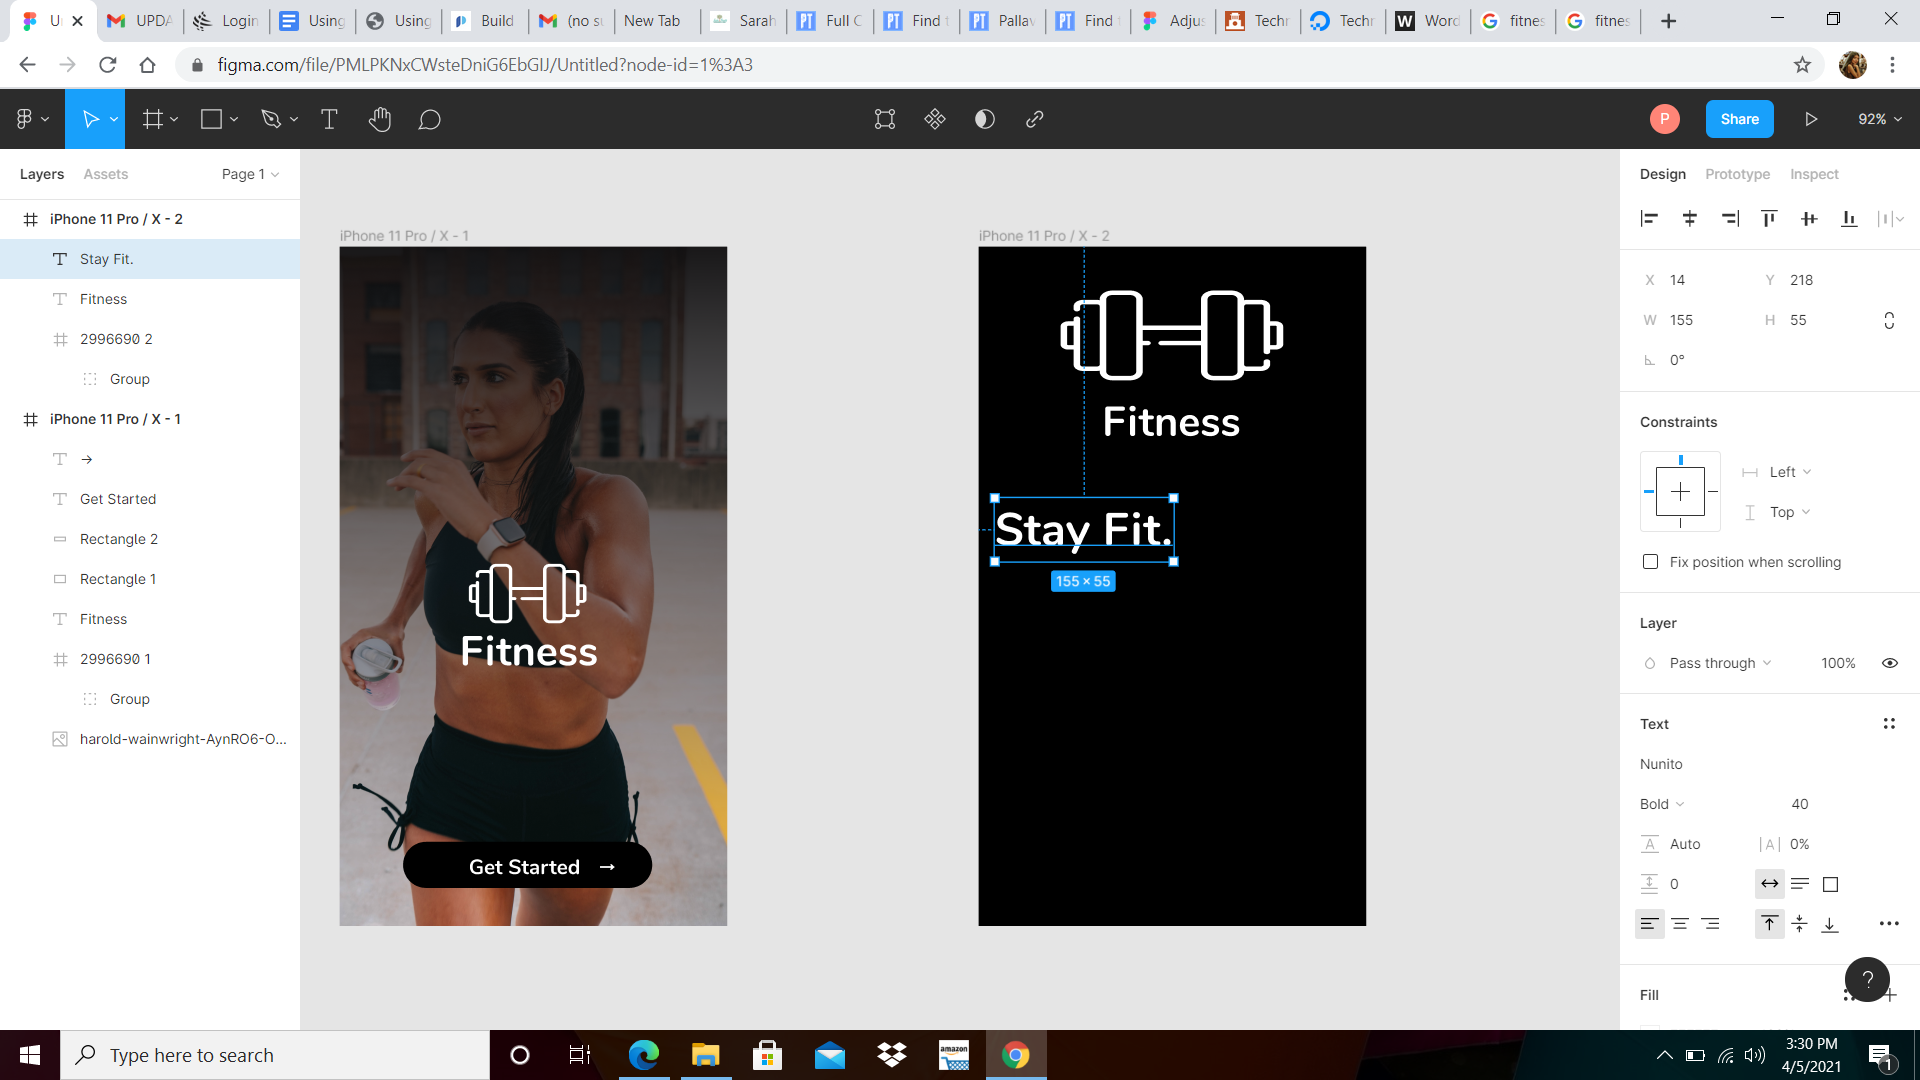 Ui
UPDA
Login
Using
Using
Build
(no su
New Tab
Sarah
Full C
Find t
Pallav
Find t
Adjus
Techn
Techn
Word
fitnes
fitnes
figma.com/file/PMLPKNxCWsteDniG6EbGIJ/Untitled?node-id=1%3A3
P
Share
92%
Layers
Assets
Page 1
iPhone 11 Pro / X - 2
Stay Fit.
Fitness
2996690 2
Group
iPhone 11 Pro / X - 1
→
Get Started
Rectangle 2
Rectangle 1
Fitness
2996690 1
Group
harold-wainwright-AynRO6-O...
iPhone 11 Pro / X - 1
Fitness
Get Started →
iPhone 11 Pro / X - 2
Fitness
Stay Fit.
155 × 55
Design
Prototype
Inspect
X 14
Y 218
W 155
H 55
0°
Constraints
Left
Top
Fix position when scrolling
Layer
Pass through
100%
Text
Nunito
Bold
40
Auto
|A| 0%
0
Fill
?
Type here to search
amazon
3:30 PM
4/5/2021
1